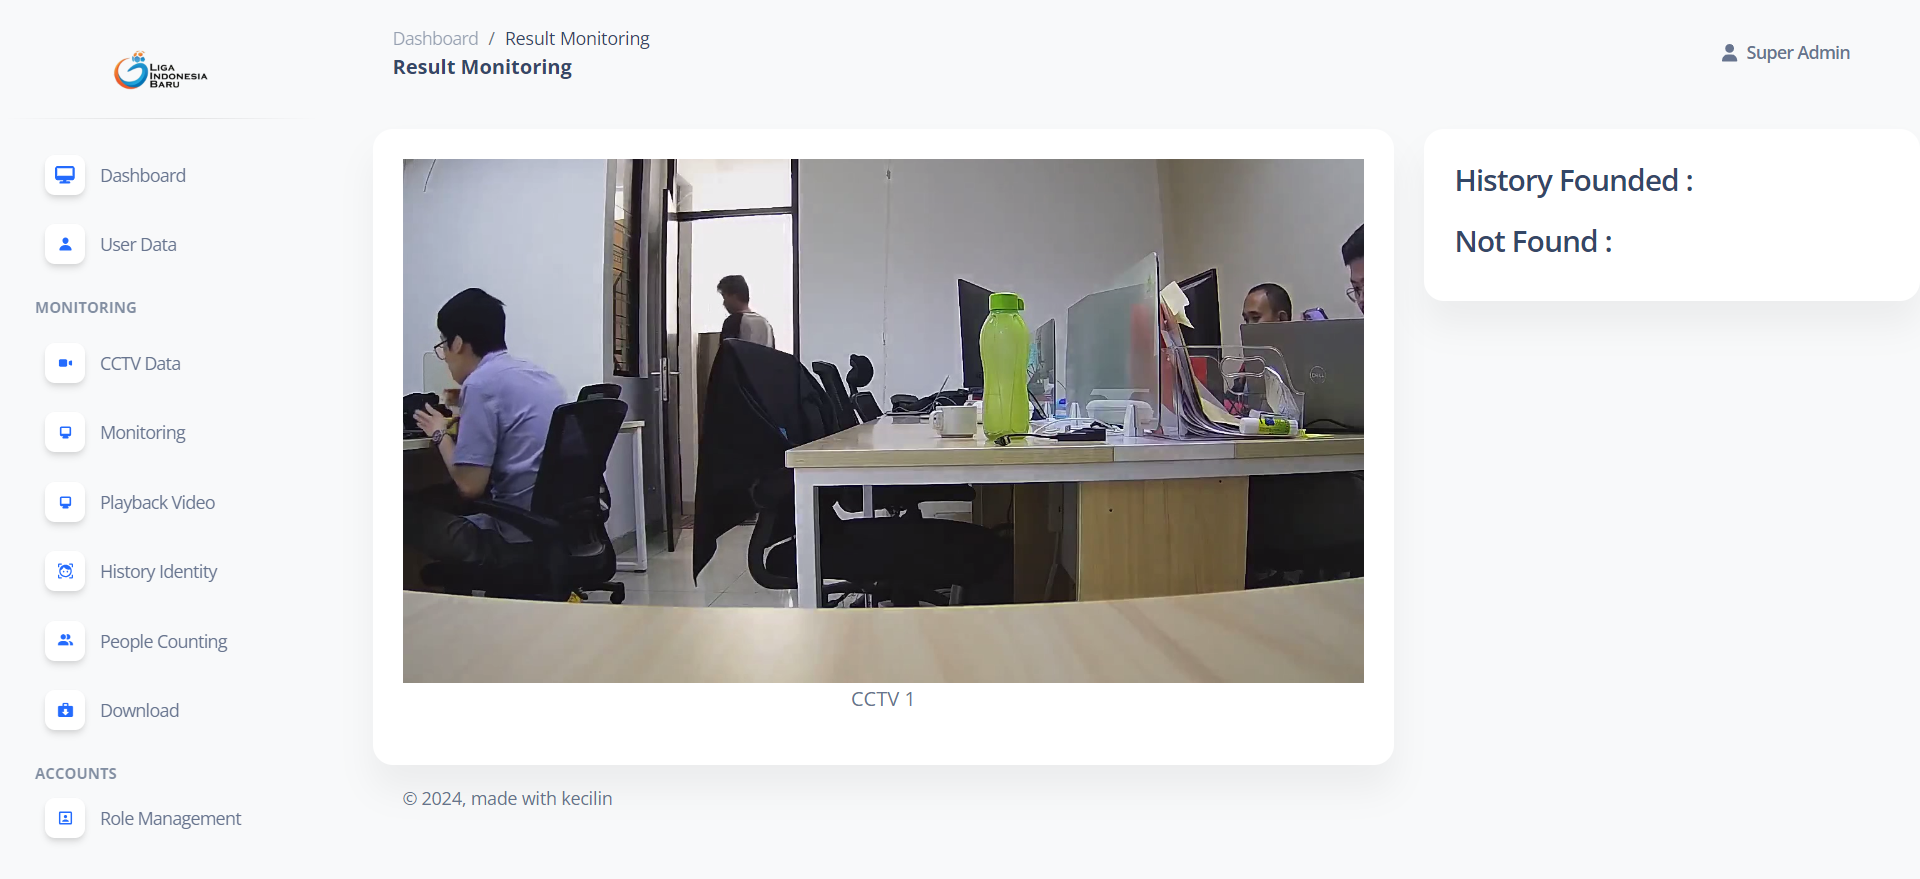 LIGA
INDONESIA
BARU
Dashboard
User Data
MONITORING
CCTV Data
Monitoring
Playback Video
History Identity
People Counting
Download
ACCOUNTS
Role Management
Dashboard / Result Monitoring
Result Monitoring
Super Admin
DELL
CCTV 1
History Founded :
Not Found :
© 2024, made with kecilin